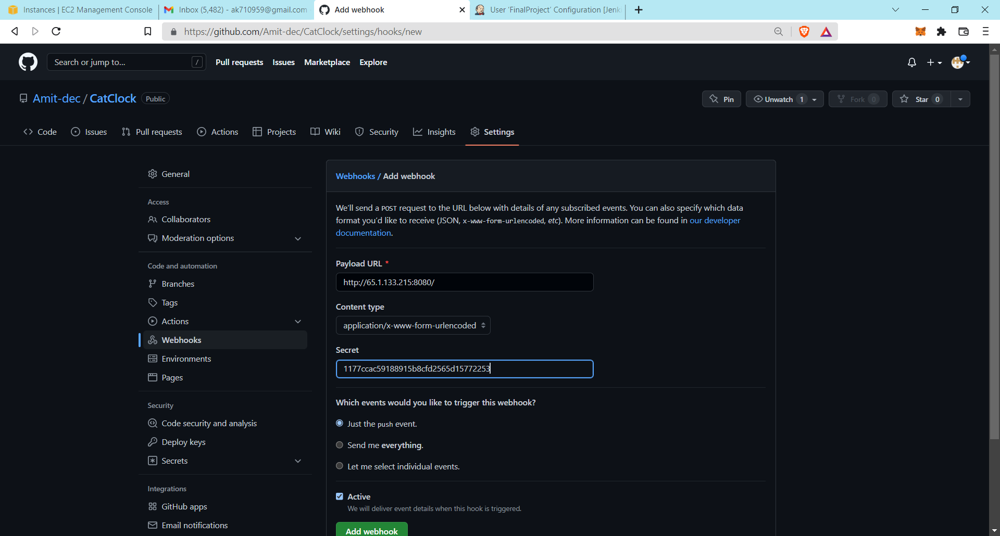 Instances | EC2 Management Console
Inbox (5,482) - ak710959@gmail.com
Add webhook
User 'FinalProject' Configuration [Jenki
https://github.com/Amit-dec/CatClock/settings/hooks/new
Search or jump to... /
Pull requests
Issues
Marketplace
Explore
Amit-dec / CatClock Public
Pin
Unwatch 1
Fork 0
Star 0
Code
Issues
Pull requests
Actions
Projects
Wiki
Security
Insights
Settings
General
Access
Collaborators
Moderation options
Code and automation
Branches
Tags
Actions
Webhooks
Environments
Pages
Security
Code security and analysis
Deploy keys
Secrets
Integrations
GitHub apps
Email notifications
Webhooks / Add webhook
We'll send a POST request to the URL below with details of any subscribed events. You can also specify which data
format you'd like to receive (JSON, x-www-form-urlencoded, etc). More information can be found in our developer
documentation.
Payload URL *
http://65.1.133.215:8080/
Content type
application/x-www-form-urlencoded
Secret
1177ccac59188915b8cfd2565d15772253
Which events would you like to trigger this webhook?
Just the push event.
Send me everything.
Let me select individual events.
Active
We will deliver event details when this hook is triggered.
Add webhook